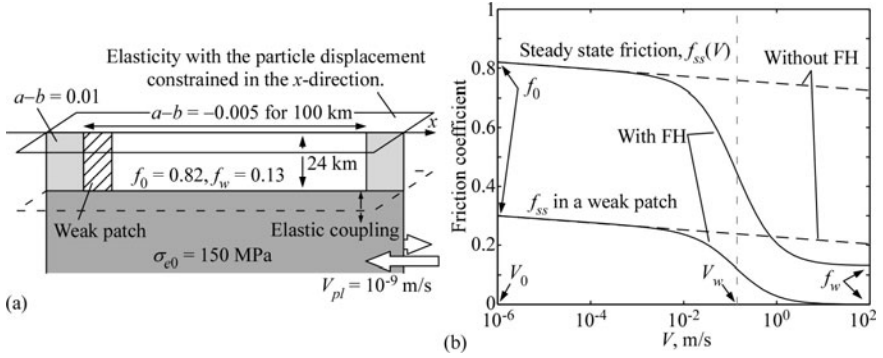 Elasticity with the particle displacement
constrained in the x-direction.
a–b = 0.01
a–b = –0.005 for 100 km
x
24 km
f0 = 0.82, fw = 0.13
Weak patch
Elastic coupling
σe0 = 150 MPa
Vpl = 10-9 m/s
(a)
Friction coefficient
1
0.8
0.6
0.4
0.2
0
Steady state friction, fss(V)
Without FH
f0
With FH
fss in a weak patch
V0
Vw
fw
10-6
10-4
10-2
100
102
V, m/s
(b)